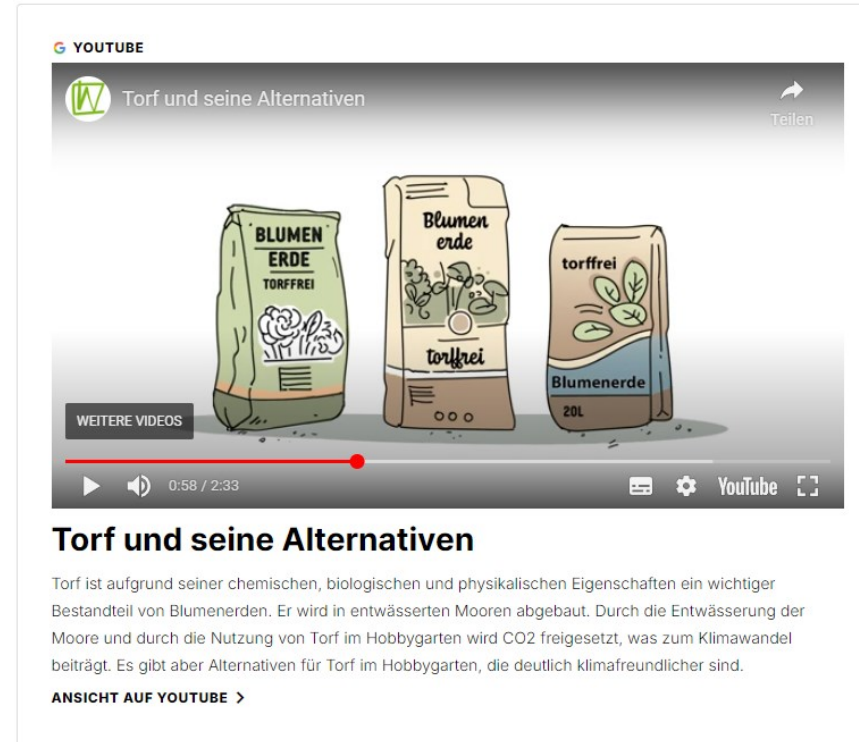 G YOUTUBE
Torf und seine Alternativen
Teilen
BLUMEN
ERDE
TORFFREI
Blumen
erde
torffrei
torffrei
Blumenerde
20L
WEITERE VIDEOS
0:58 / 2:33
YouTube
Torf und seine Alternativen
Torf ist aufgrund seiner chemischen, biologischen und physikalischen Eigenschaften ein wichtiger
Bestandteil von Blumenerden. Er wird in entwässerten Mooren abgebaut. Durch die Entwässerung der
Moore und durch die Nutzung von Torf im Hobbygarten wird CO2 freigesetzt, was zum Klimawandel
beiträgt. Es gibt aber Alternativen für Torf im Hobbygarten, die deutlich klimafreundlicher sind.
ANSICHT AUF YOUTUBE >